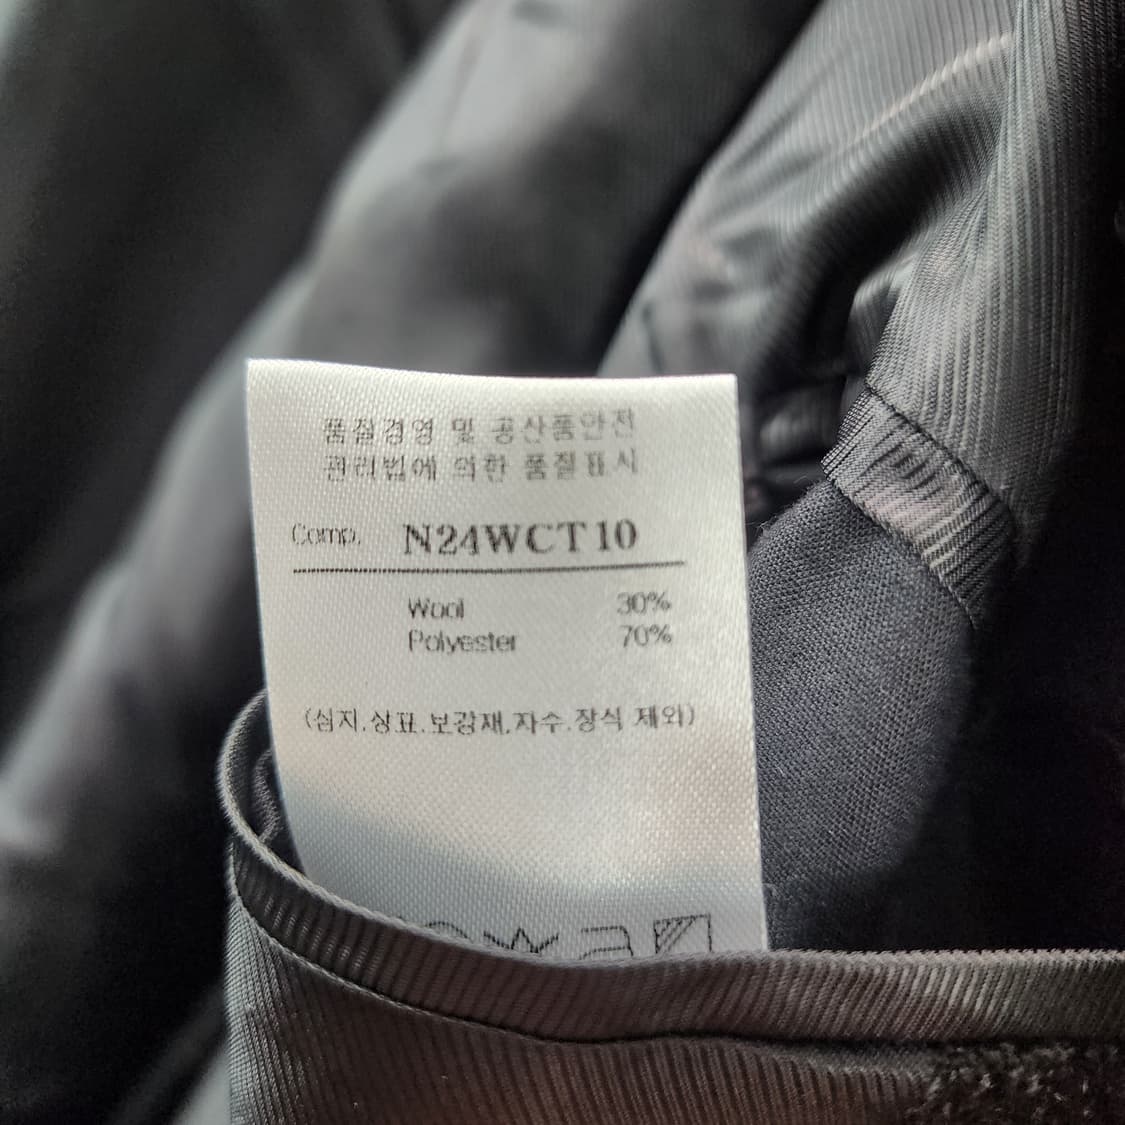 품질경영 및 공산품안전
관리법에 의한 품질표시
Comp. N24WCT10
Wool 30%
Polyester 70%
(심지.상표.보강재.자수.장식 제외)